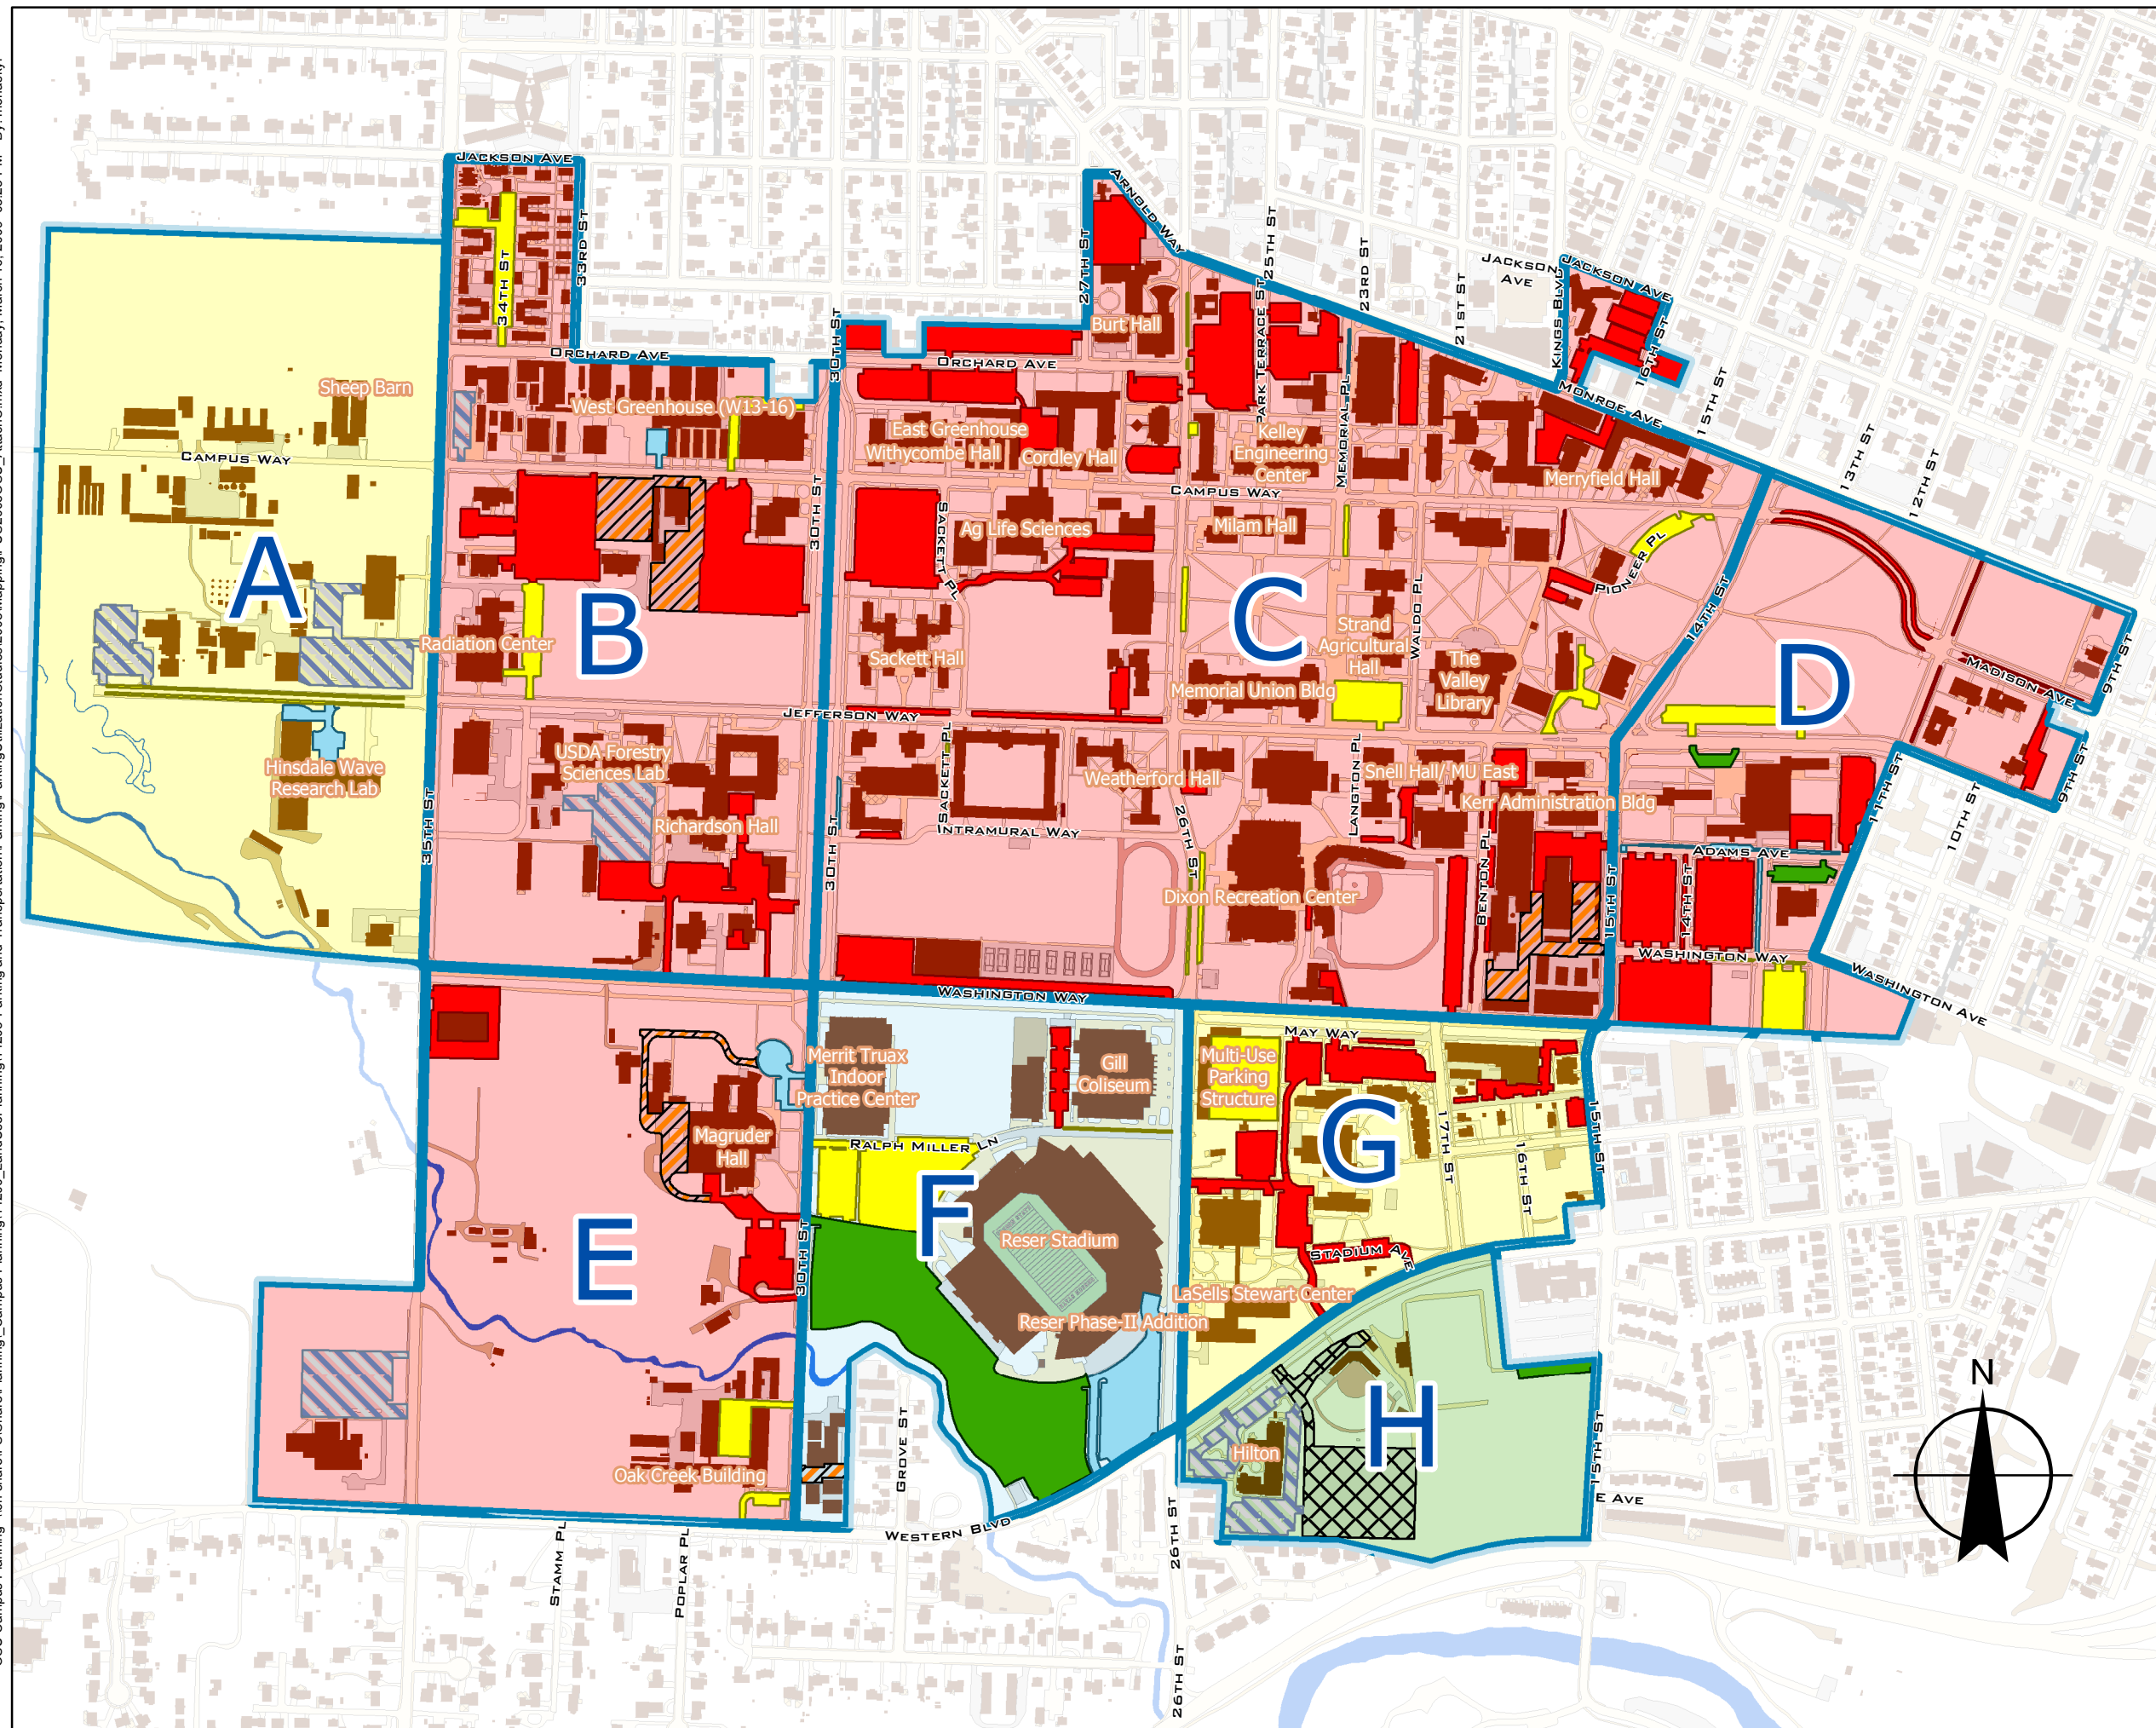 JACKSON AVE
33RD ST
34TH ST
ARNOLD WAY
27TH ST
25TH ST
23RD ST
21ST ST
JACKSON
AVE
JACKSON AVE
KINGS BLVD
16TH ST
15TH ST
13TH ST
12TH ST
MONROE AVE
Burt Hall
PARK TERRACE ST
MEMORIAL PL
30TH ST
ORCHARD AVE
ORCHARD AVE
Sheep Barn
West Greenhouse (W13-16)
East Greenhouse
Withycombe Hall
Cordley Hall
Kelley
Engineering
Center
Merryfield Hall
CAMPUS WAY
CAMPUS WAY
30TH ST
SACKETT PL
Ag Life Sciences
Milam Hall
PIONEER PL
14TH ST
A
B
C
D
Radiation Center
Sackett Hall
Strand
Agricultural
Hall
WALDO PL
The
Valley
Library
Memorial Union Bldg
MADISON AVE
9TH ST
JEFFERSON WAY
Hinsdale Wave
Research Lab
USDA Forestry
Sciences Lab
Richardson Hall
SACKETT PL
Weatherford Hall
LANGTON PL
Snell Hall/ MU East
Kerr Administration Bldg
11TH ST
10TH ST
9TH ST
35TH ST
30TH ST
INTRAMURAL WAY
26TH ST
Dixon Recreation Center
BENTON PL
15TH ST
14TH ST
ADAMS AVE
WASHINGTON WAY
WASHINGTON AVE
WASHINGTON WAY
MAY WAY
Merrit Truax
Indoor
Practice Center
Gill
Coliseum
Multi-Use
Parking
Structure
Magruder
Hall
RALPH MILLER LN
17TH ST
16TH ST
15TH ST
E
F
G
Reser Stadium
30TH ST
STADIUM AVE
LaSells Stewart Center
Reser Phase-II Addition
H
Hilton
Oak Creek Building
GROVE ST
15TH ST
E AVE
N
WESTERN BLVD
STAMM PL
POPLAR PL
26TH ST
26TH ST